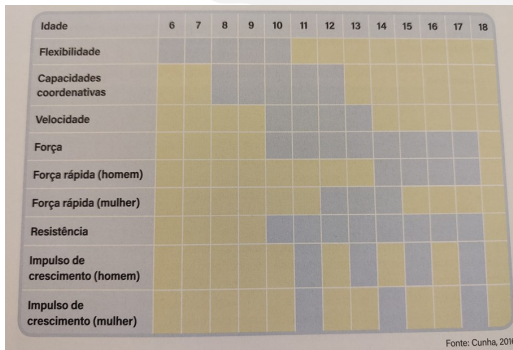 Idade 6 7 8 9 10 11 12 13 14 15 16 17 18
Flexibilidade
Capacidades
coordenativas
Velocidade
Força
Força rápida (homem)
Força rápida (mulher)
Resistência
Impulso de
crescimento (homem)
Impulso de
crescimento (mulher)
Fonte: Cunha, 2016